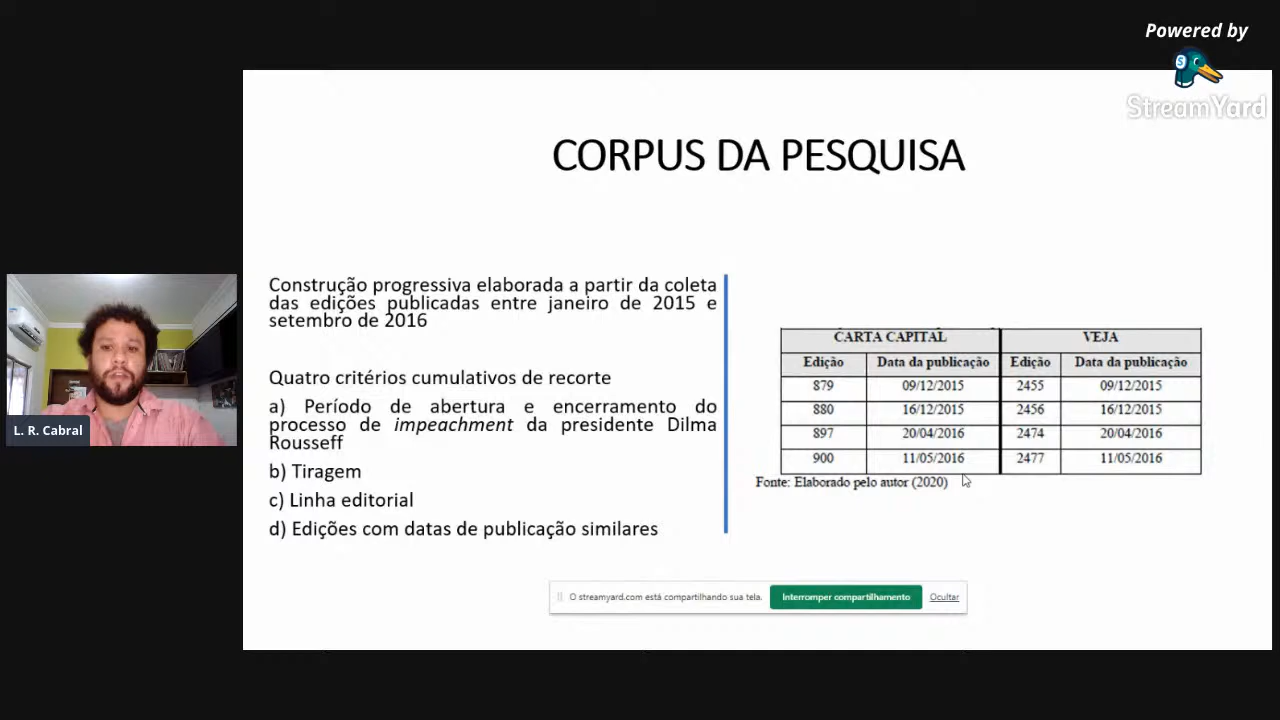 Powered by
StreamYard
CORPUS DA PESQUISA
Construção progressiva elaborada a partir da coleta
das edições publicadas entre janeiro de 2015 e
setembro de 2016
Quatro critérios cumulativos de recorte
a) Período de abertura e encerramento do
processo de impeachment da presidente Dilma
Rousseff
b) Tiragem
c) Linha editorial
d) Edições com datas de publicação similares
CARTA CAPITAL VEJA
Edição Data da publicação Edição Data da publicação
879 09/12/2015 2455 09/12/2015
880 16/12/2015 2456 16/12/2015
897 20/04/2016 2474 20/04/2016
900 11/05/2016 2477 11/05/2016
Fonte: Elaborado pelo autor (2020)
L. R. Cabral
O streamyard.com está compartilhando sua tela. Interromper compartilhamento Ocultar